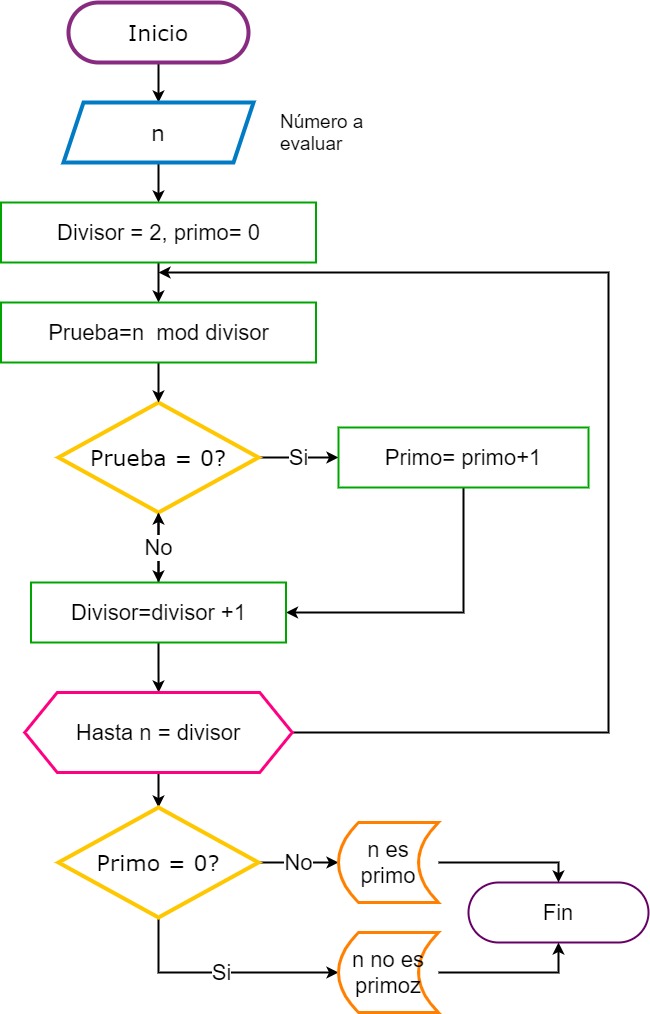 Inicio
n
Número a
evaluar
Divisor = 2, primo= 0
Prueba=n  mod divisor
Prueba = 0?
Si
Primo= primo+1
No
Divisor=divisor +1
Hasta n = divisor
Primo = 0?
No
n es
primo
Fin
Si
n no es
primoz